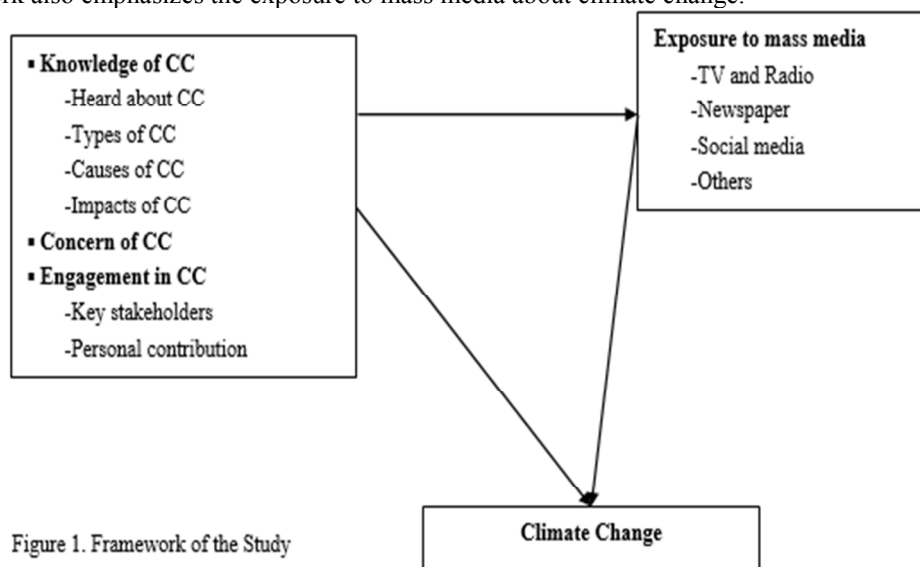 rk also emphasizes the exposure to mass media about climate change.
▪ Knowledge of CC
-Heard about CC
-Types of CC
-Causes of CC
-Impacts of CC
▪ Concern of CC
▪ Engagement in CC
-Key stakeholders
-Personal contribution
Exposure to mass media
-TV and Radio
-Newspaper
-Social media
-Others
Climate Change
Figure 1. Framework of the Study